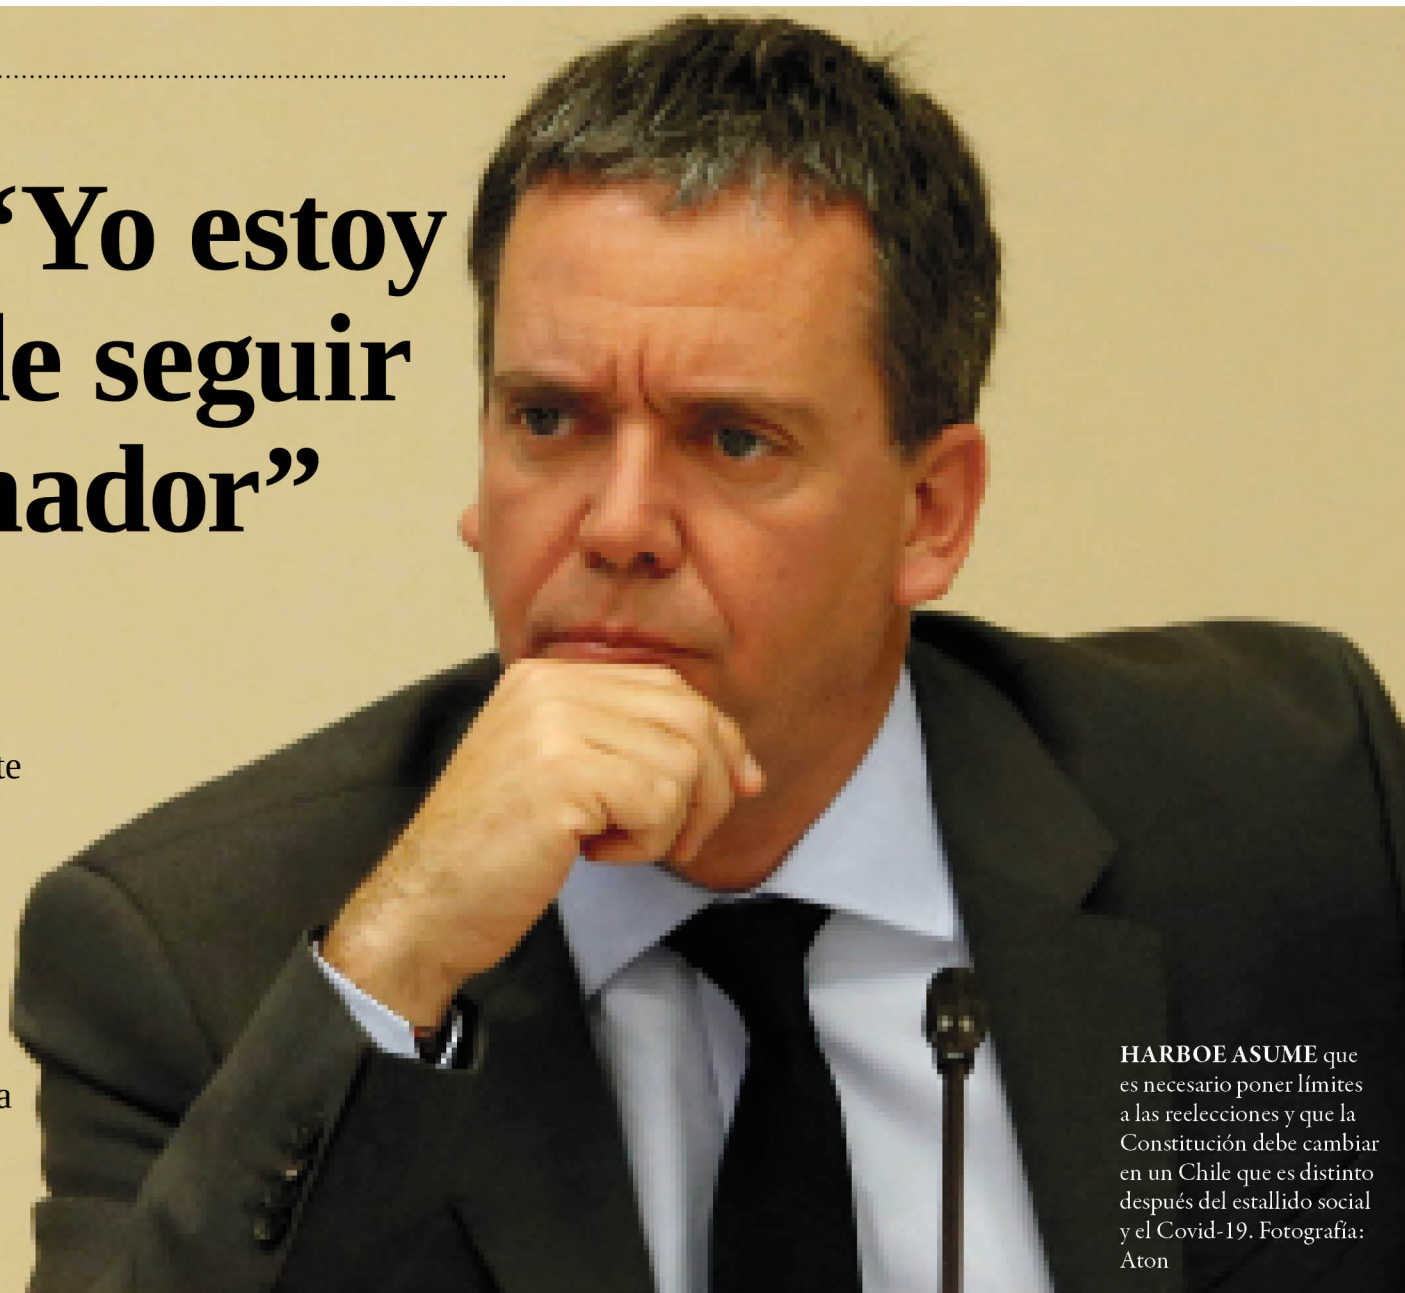 “Yo estoy
de seguir
nador”
te
a
HARBOE ASUME que
es necesario poner límites
a las reelecciones y que la
Constitución debe cambiar
en un Chile que es distinto
después del estallido social
y el Covid-19. Fotografía:
Aton